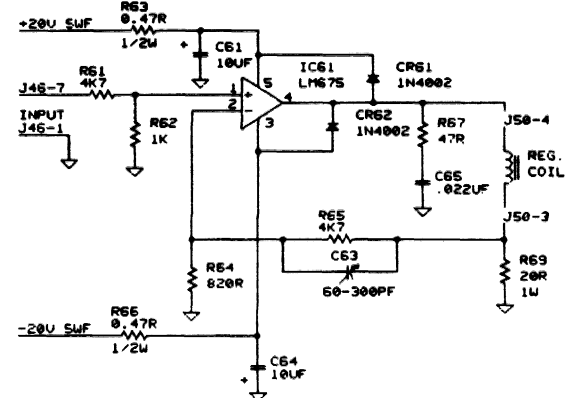 R63
0.47R
+20V SWF
1/2W
+
C61
10UF
IC61
LM675
CR61
1N4002
R61
4K7
J46-7
1
+
5
4
2
-
3
INPUT
J46-1
R62
1K
CR62
1N4002
R67
47R
J50-4
REG.
COIL
C65
.022UF
J50-3
R65
4K7
C63
60-300PF
R64
820R
R69
20R
1W
R66
0.47R
-20V SWF
1/2W
C64
10UF
+